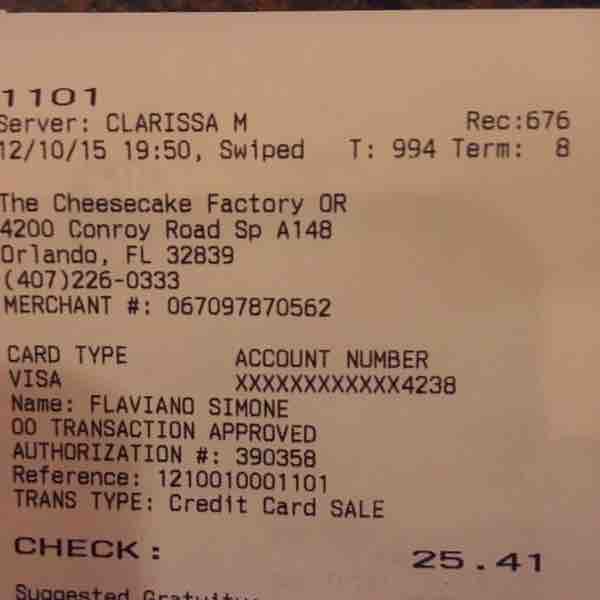 1101
Server: CLARISSA M Rec:676
12/10/15 19:50, Swiped T: 994 Term: 8
The Cheesecake Factory OR
4200 Conroy Road Sp A148
Orlando, FL 32839
(407)226-0333
MERCHANT #: 067097870562
CARD TYPE ACCOUNT NUMBER
VISA XXXXXXXXXXXX4238
Name: FLAVIANO SIMONE
00 TRANSACTION APPROVED
AUTHORIZATION #: 390358
Reference: 1210010001101
TRANS TYPE: Credit Card SALE
CHECK: 25.41
Suggested Gratuity